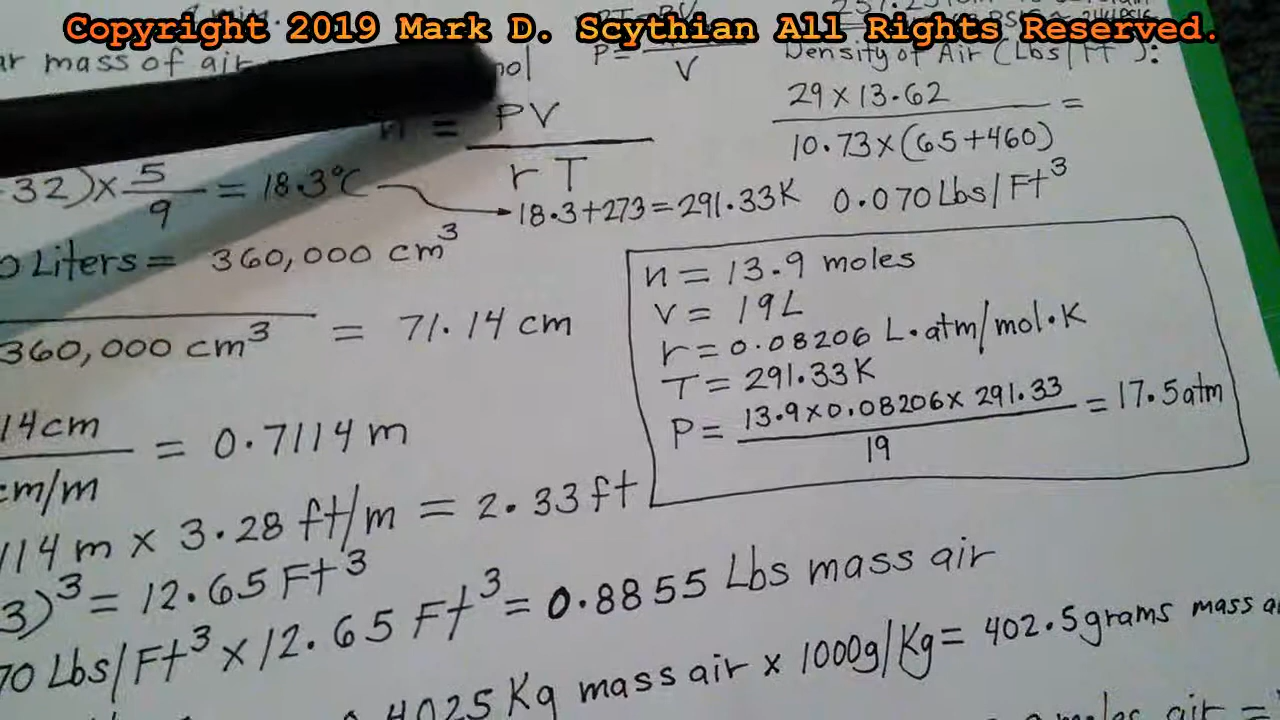 Copyright 2019 Mark D. Scythian All Rights Reserved.
ar mass of air
P = V
Density of Air (Lbs/Ft ):
29 x 13.62 =
10.73 x (65+460)
0.070 Lbs/Ft³
n = PV
r T
32) x 5/9 = 18.3°C
18.3 + 273 = 291.33K
Liters = 360,000 cm³
360,000 cm³ = 71.14 cm
14cm = 0.7114 m
cm/m
114 m x 3.28 ft/m = 2.33 ft
3)³ = 12.65 Ft³
70 Lbs/Ft³ x 12.65 Ft³ = 0.8855 Lbs mass air
4025 Kg mass air x 1000g/Kg = 402.5 grams mass a
moles air =
n = 13.9 moles
V = 19L
r = 0.08206 L·atm/mol·K
T = 291.33K
P = 13.9 x 0.08206 x 291.33 = 17.5 atm
19